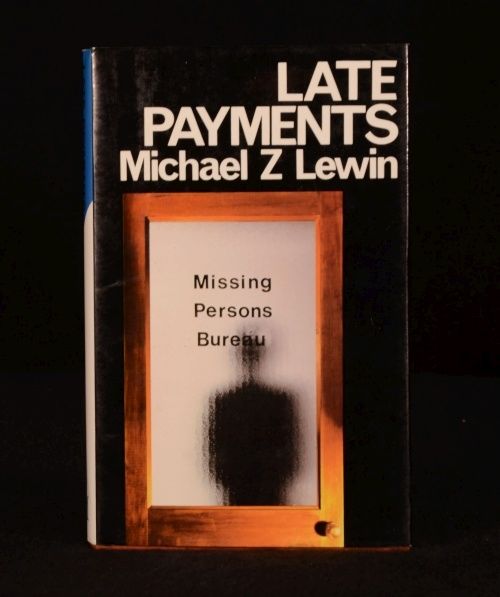 LATE
PAYMENTS
Michael Z Lewin
Missing
Persons
Bureau